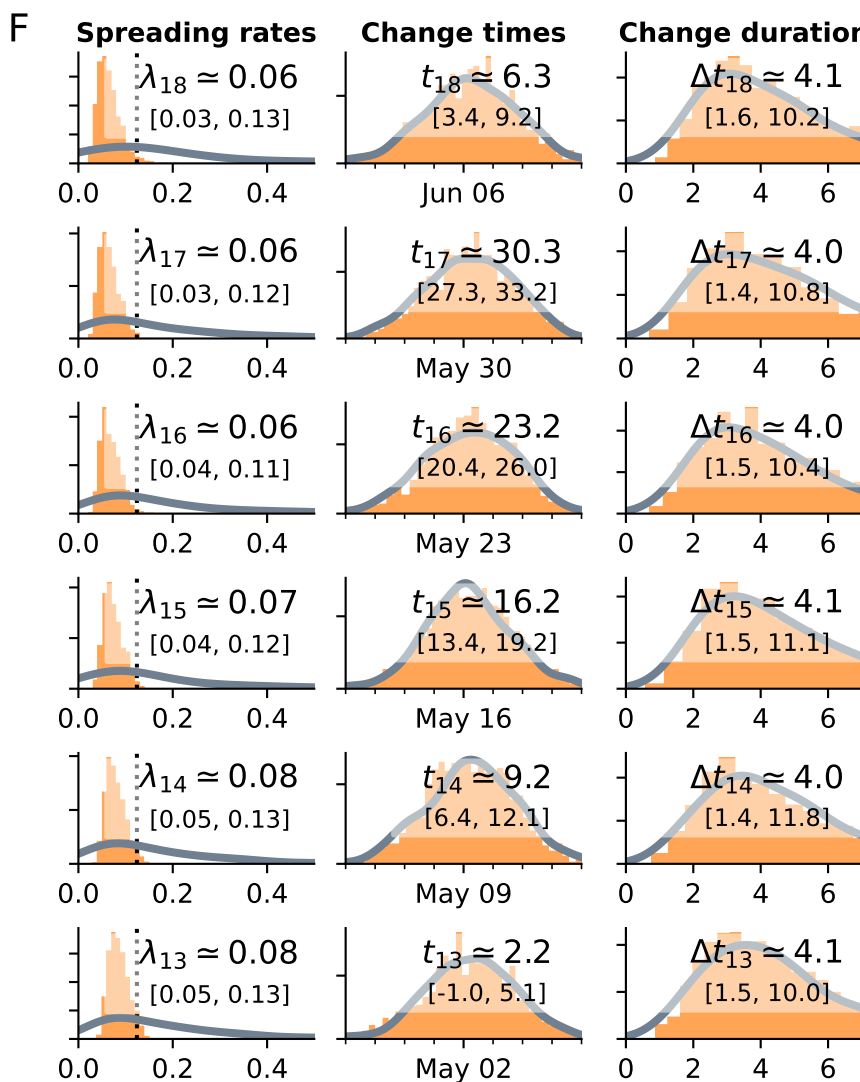 F
Spreading rates Change times Change duration
λ18 ≃ 0.06 t18 ≃ 6.3 Δt18 ≃ 4.1
[0.03, 0.13] [3.4, 9.2] [1.6, 10.2]
0.0 0.2 0.4 Jun 06 0 2 4 6
λ17 ≃ 0.06 t17 ≃ 30.3 Δt17 ≃ 4.0
[0.03, 0.12] [27.3, 33.2] [1.4, 10.8]
0.0 0.2 0.4 May 30 0 2 4 6
λ16 ≃ 0.06 t16 ≃ 23.2 Δt16 ≃ 4.0
[0.04, 0.11] [20.4, 26.0] [1.5, 10.4]
0.0 0.2 0.4 May 23 0 2 4 6
λ15 ≃ 0.07 t15 ≃ 16.2 Δt15 ≃ 4.1
[0.04, 0.12] [13.4, 19.2] [1.5, 11.1]
0.0 0.2 0.4 May 16 0 2 4 6
λ14 ≃ 0.08 t14 ≃ 9.2 Δt14 ≃ 4.0
[0.05, 0.13] [6.4, 12.1] [1.4, 11.8]
0.0 0.2 0.4 May 09 0 2 4 6
λ13 ≃ 0.08 t13 ≃ 2.2 Δt13 ≃ 4.1
[0.05, 0.13] [-1.0, 5.1] [1.5, 10.0]
0.0 0.2 0.4 May 02 0 2 4 6